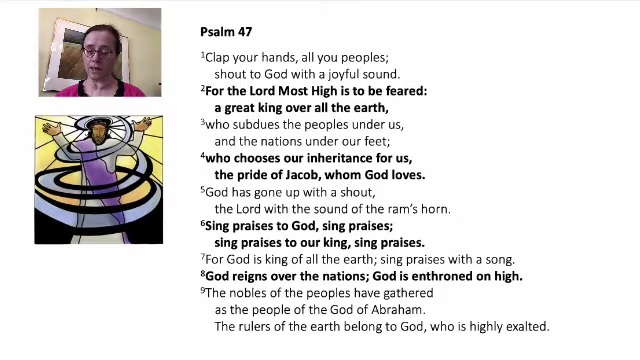 Psalm 47
¹Clap your hands, all you peoples;
shout to God with a joyful sound.
²For the Lord Most High is to be feared:
a great king over all the earth,
³who subdues the peoples under us,
and the nations under our feet;
⁴who chooses our inheritance for us,
the pride of Jacob, whom God loves.
⁵God has gone up with a shout,
the Lord with the sound of the ram's horn.
⁶Sing praises to God, sing praises;
sing praises to our king, sing praises.
⁷For God is king of all the earth; sing praises with a song.
⁸God reigns over the nations; God is enthroned on high.
⁹The nobles of the peoples have gathered
as the people of the God of Abraham.
The rulers of the earth belong to God, who is highly exalted.